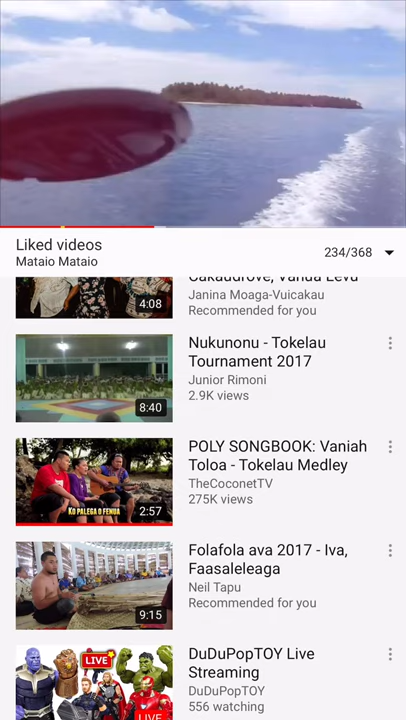 Liked videos
Mataio Mataio
234/368
Cakaudrove, Vanua Levu
Janina Moaga-Vuicakau
Recommended for you
4:08
Nukunonu - Tokelau
Tournament 2017
Junior Rimoni
2.9K views
8:40
POLY SONGBOOK: Vaniah
Toloa - Tokelau Medley
TheCoconetTV
275K views
KO PALEGA O FENUA
2:57
Folafola ava 2017 - Iva,
Faasaleleaga
Neil Tapu
Recommended for you
9:15
DuDuPopTOY Live
Streaming
DuDuPopTOY
556 watching
LIVE
LIVE